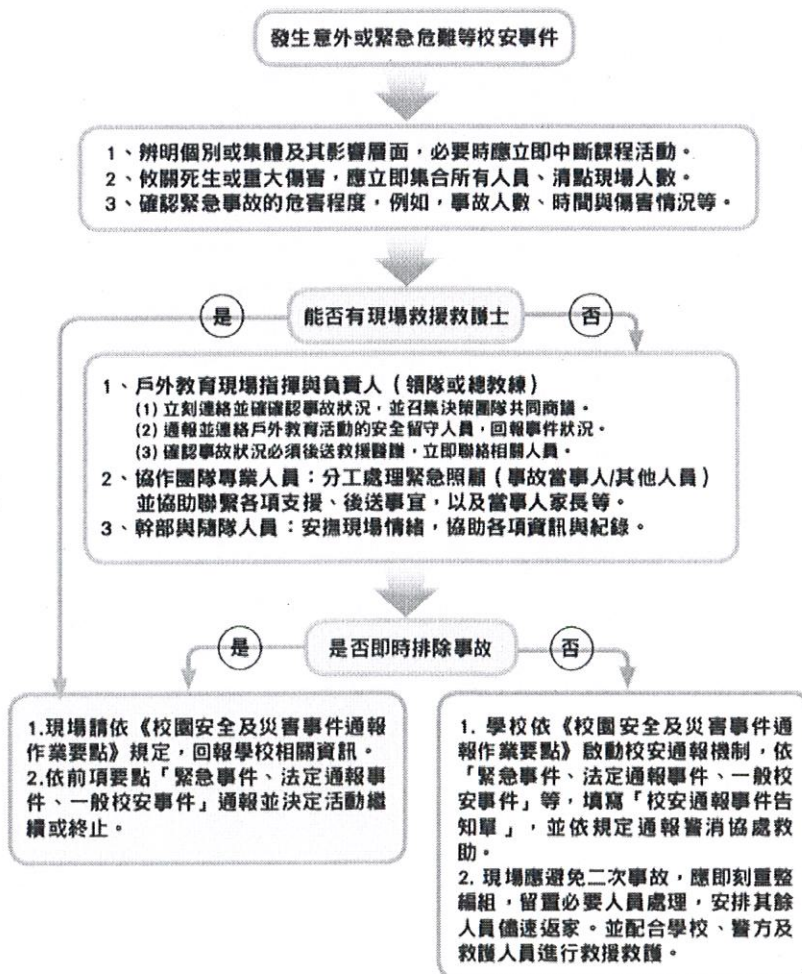 發生意外或緊急危難等校安事件
1、辨明個別或集體及其影響層面，必要時應立即中斷課程活動。
2、攸關死生或重大傷害，應立即集合所有人員、清點現場人數。
3、確認緊急事故的危害程度，例如，事故人數、時間與傷害情況等。
是
能否有現場救援救護士
否
1、戶外教育現場指揮與負責人（領隊或總教練）
(1) 立刻連絡並確確認事故狀況，並召集決策團隊共同商議。
(2) 通報並連絡戶外教育活動的安全留守人員，回報事件狀況。
(3) 確認事故狀況必須後送救援醫護，立即聯絡相關人員。
2、協作團隊專業人員：分工處理緊急照顧（事故當事人/其他人員）
並協助聯繫各項支援、後送事宜，以及當事人家長等。
3、幹部與隨隊人員：安撫現場情緒，協助各項資訊與紀錄。
是
是否即時排除事故
否
1.現場請依《校園安全及災害事件通報
作業要點》規定，回報學校相關資訊。
2.依前項要點「緊急事件、法定通報事
件、一般校安事件」通報並決定活動繼
續或終止。
1. 學校依《校園安全及災害事件通
報作業要點》啟動校安通報機制，依
「緊急事件、法定通報事件、一般校
安事件」等，填寫「校安通報事件告
知單」，並依規定通報警消協處救
助。
2. 現場應避免二次事故，應即刻重整
編組，留置必要人員處理，安排其餘
人員儘速返家。並配合學校、警方及
救護人員進行救援救護。